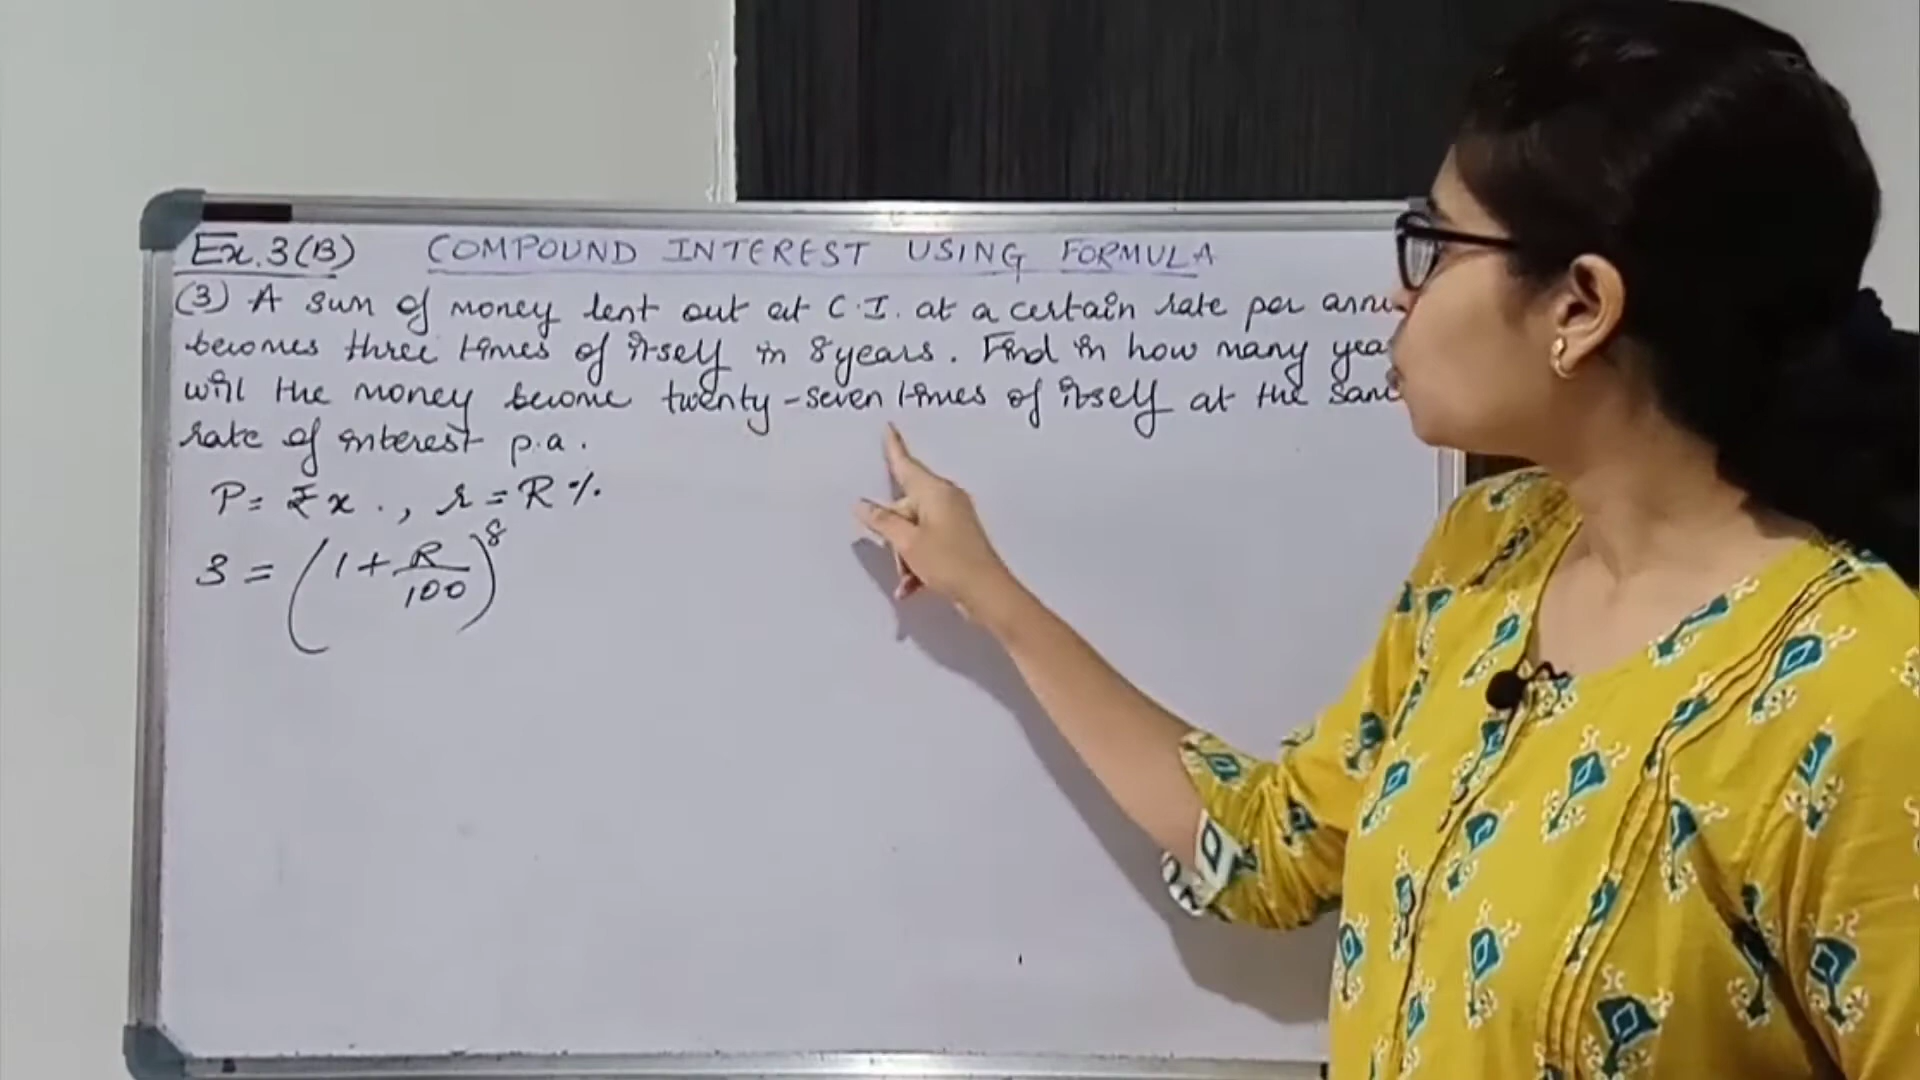 Ex. 3(B) COMPOUND INTEREST USING FORMULA
(3) A sum of money lent out at C.I. at a certain rate per annu
becomes three times of itself in 8 years. Find in how many yea
will the money become twenty-seven times of itself at the sam
rate of interest p.a.
P = ₹ x ., r = R %
3 = (1 + R/100)^8